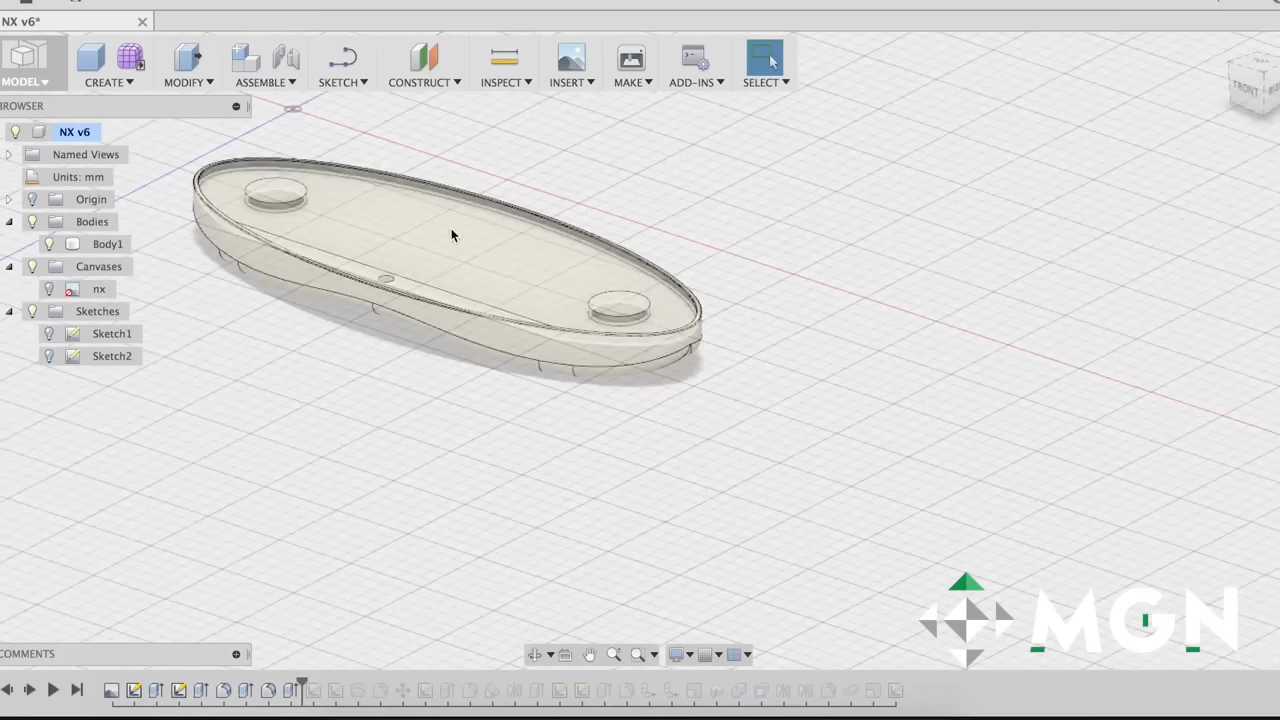 NX v6*
MODEL
CREATE
MODIFY
ASSEMBLE
SKETCH
CONSTRUCT
INSPECT
INSERT
MAKE
ADD-INS
SELECT
BROWSER
NX v6
Named Views
Units: mm
Origin
Bodies
Body1
Canvases
nx
Sketches
Sketch1
Sketch2
FRONT
MGN
COMMENTS